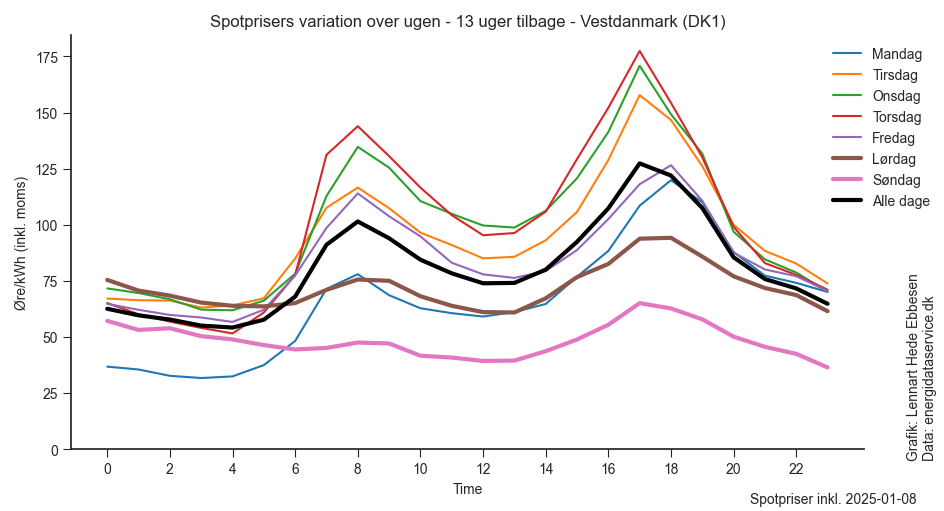 Spotprisers variation over ugen - 13 uger tilbage - Vestdanmark (DK1)
Øre/kWh (inkl. moms)
175
150
125
100
75
50
25
0
0 2 4 6 8 10 12 14 16 18 20 22
Time
Mandag
Tirsdag
Onsdag
Torsdag
Fredag
Lørdag
Søndag
Alle dage
Grafik: Lennart Hede Ebbesen
Data: energidataservice.dk
Spotpriser inkl. 2025-01-08